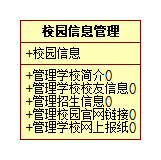 校园信息管理
+校园信息
+管理学校简介()
+管理学校校友信息()
+管理招生信息()
+管理校园官网链接()
+管理学校网上报纸()